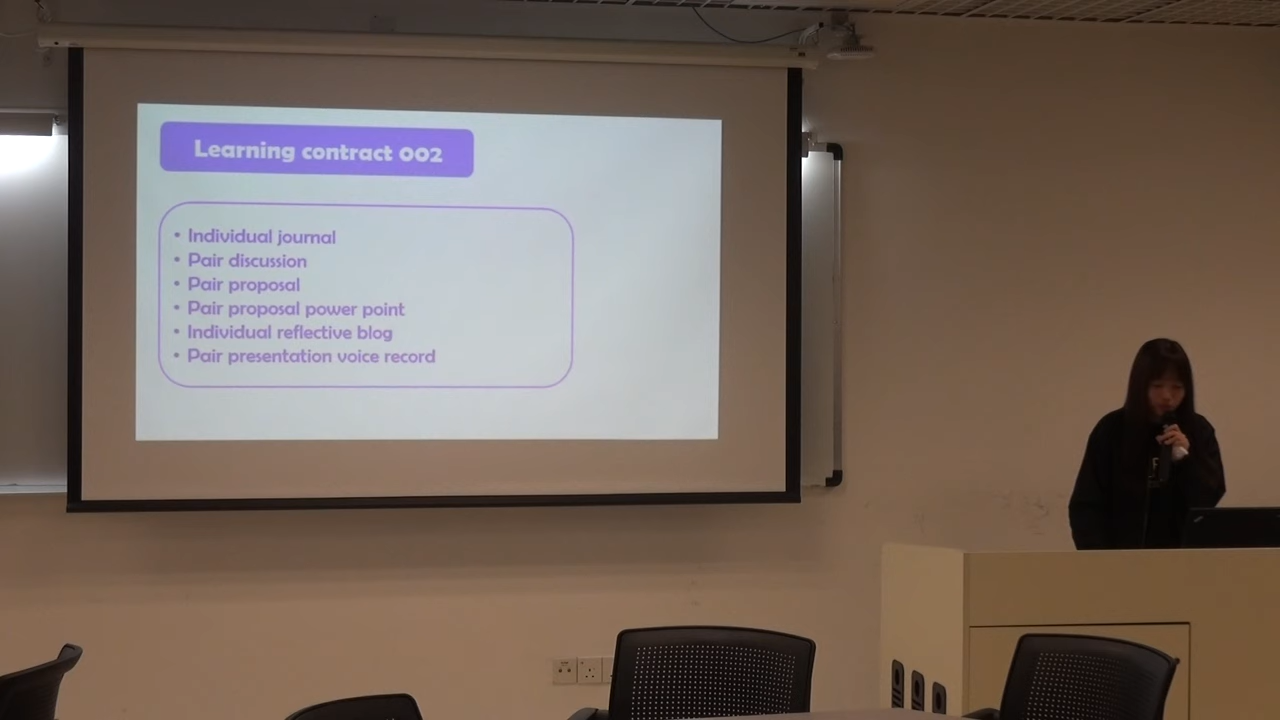 Learning contract 002
• Individual journal
• Pair discussion
• Pair proposal
• Pair proposal power point
• Individual reflective blog
• Pair presentation voice record